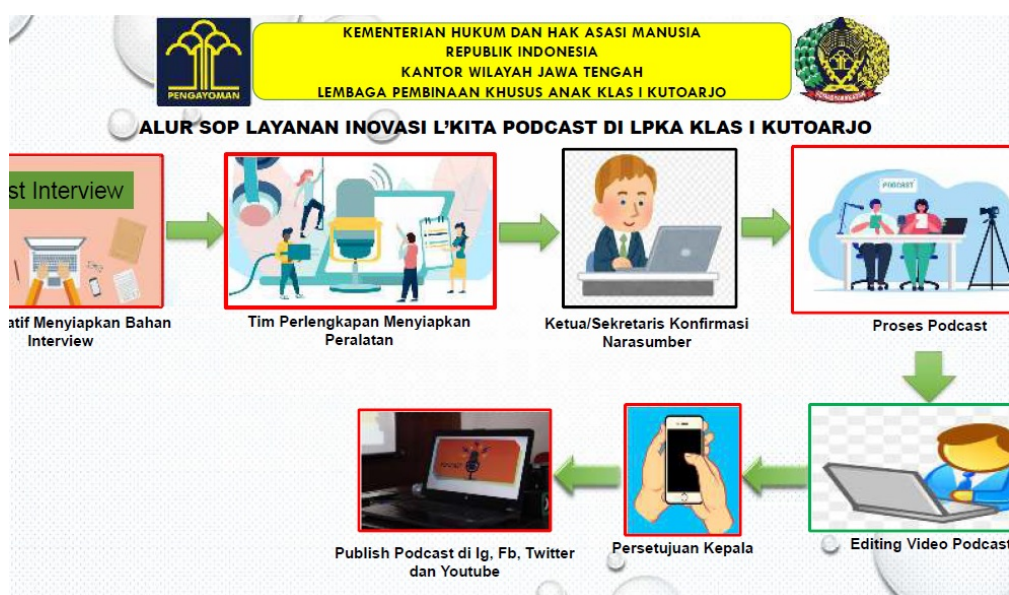 KEMENTERIAN HUKUM DAN HAK ASASI MANUSIA
REPUBLIK INDONESIA
KANTOR WILAYAH JAWA TENGAH
LEMBAGA PEMBINAAN KHUSUS ANAK KLAS I KUTOARJO
PENGAYOMAN
ALUR SOP LAYANAN INOVASI L'KITA PODCAST DI LPKA KLAS I KUTOARJO
st Interview
PODCAST
atif Menyiapkan Bahan
Interview
Tim Perlengkapan Menyiapkan
Peralatan
Ketua/Sekretaris Konfirmasi
Narasumber
Proses Podcast
Publish Podcast di Ig, Fb, Twitter
dan Youtube
Persetujuan Kepala
Editing Video Podcast